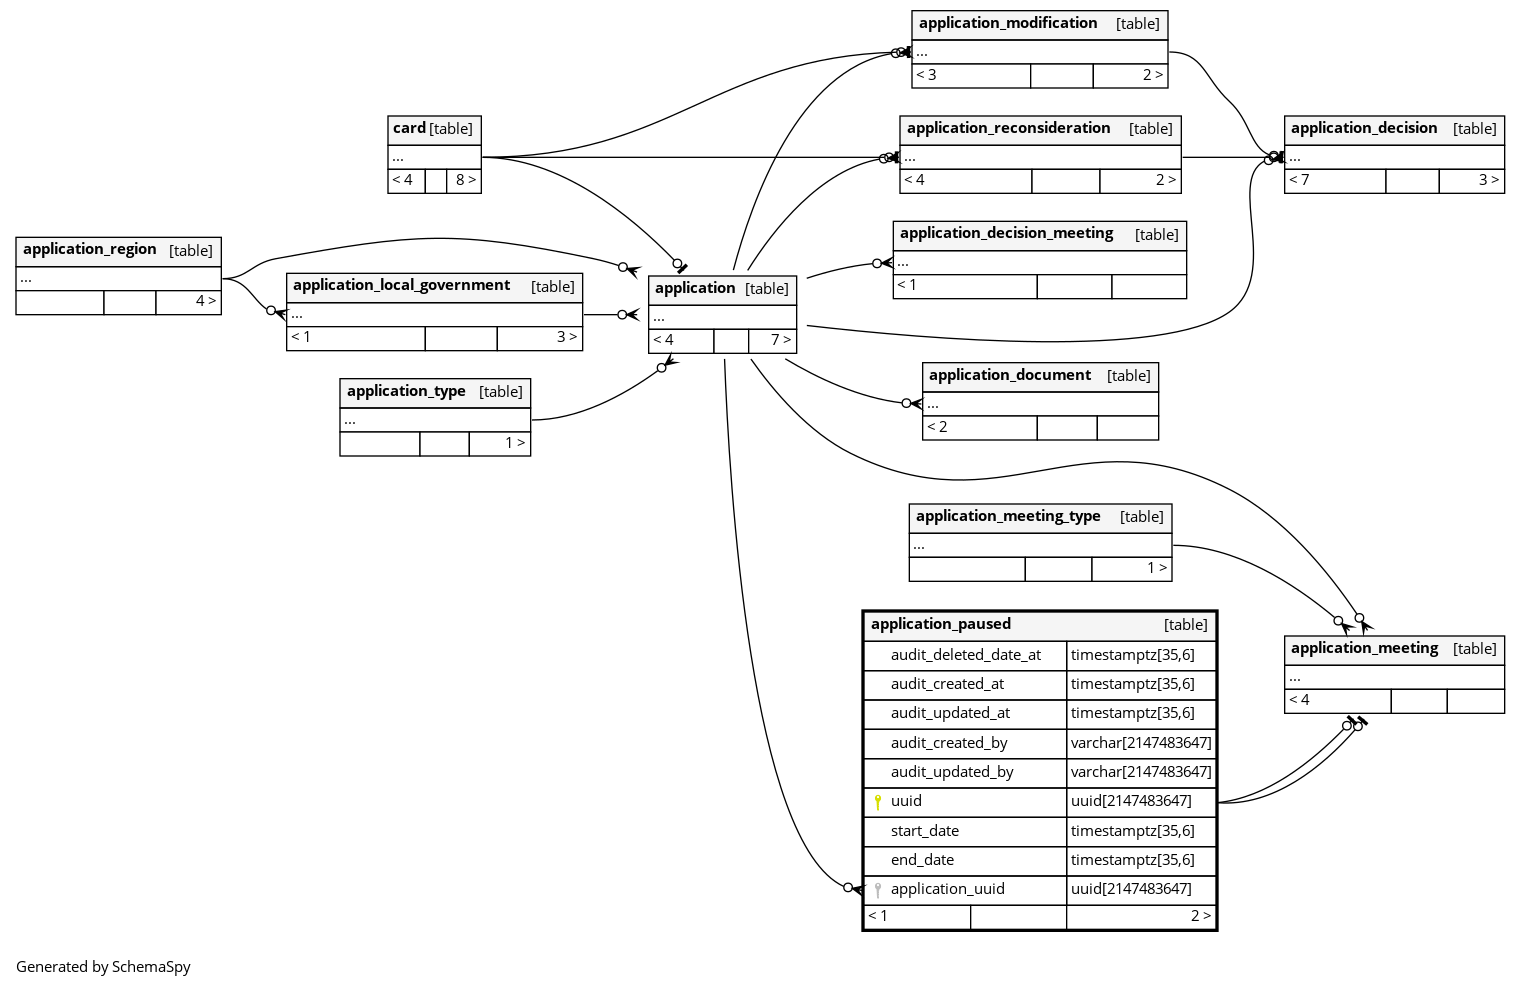 application_modification [table]
...
< 3 2 >
card [table]
...
< 4 8 >
application_reconsideration [table]
...
< 4 2 >
application_decision [table]
...
< 7 3 >
application_region [table]
...
4 >
application_decision_meeting [table]
...
< 1
application_local_government [table]
...
< 1 3 >
application [table]
...
< 4 7 >
application_type [table]
...
1 >
application_document [table]
...
< 2
application_meeting_type [table]
...
1 >
application_paused [table]
audit_deleted_date_at timestamptz[35,6]
audit_created_at timestamptz[35,6]
audit_updated_at timestamptz[35,6]
audit_created_by varchar[2147483647]
audit_updated_by varchar[2147483647]
uuid uuid[2147483647]
start_date timestamptz[35,6]
end_date timestamptz[35,6]
application_uuid uuid[2147483647]
< 1 2 >
application_meeting [table]
...
< 4
Generated by SchemaSpy